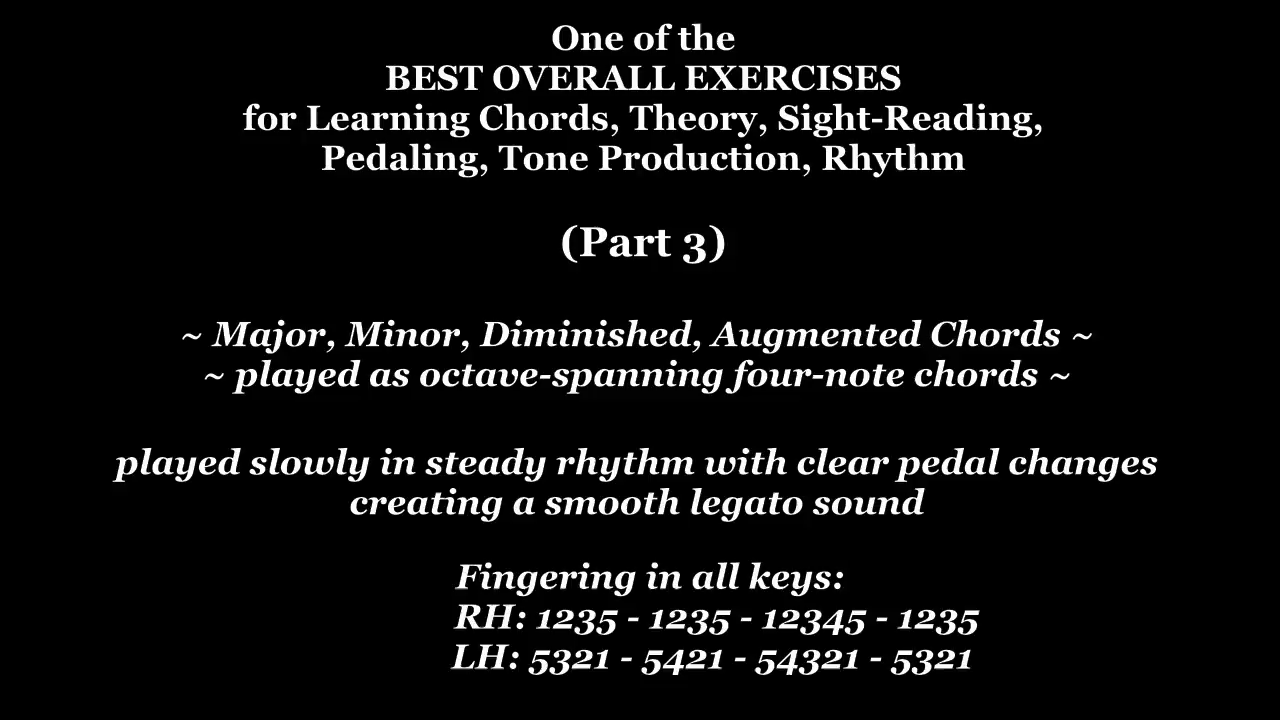 One of the
BEST OVERALL EXERCISES
for Learning Chords, Theory, Sight-Reading,
Pedaling, Tone Production, Rhythm
(Part 3)
~ Major, Minor, Diminished, Augmented Chords ~
~ played as octave-spanning four-note chords ~
played slowly in steady rhythm with clear pedal changes
creating a smooth legato sound
Fingering in all keys:
RH: 1235 - 1235 - 12345 - 1235
LH: 5321 - 5421 - 54321 - 5321